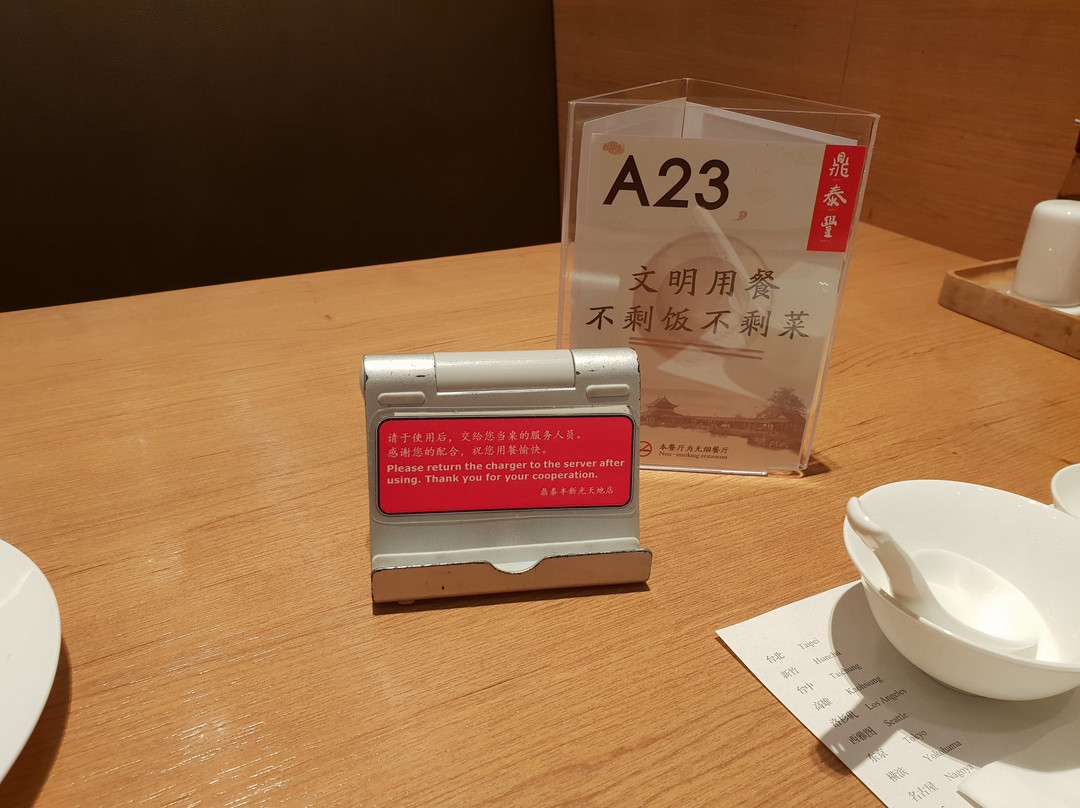 A23
鼎泰豐
文明用餐
不剩饭不剩菜
本餐厅为无烟餐厅
Non-smoking restaurant
请于使用后，交给您当桌的服务人员。
感谢您的配合，祝您用餐愉快。
Please return the charger to the server after
using. Thank you for your cooperation.
鼎泰丰新光天地店
台北 Taipei
新竹 Hsinchu
台中 Taichung
高雄 Kaohsiung
洛杉矶 Los Angeles
西雅图 Seattle
东京 Tokyo
横滨 Yokohama
名古屋 Nagoya